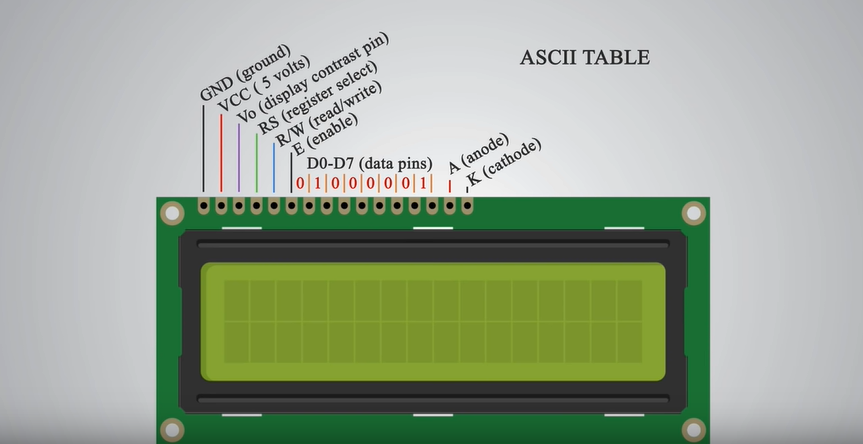 ASCII TABLE
GND (ground)
VCC ( 5 volts)
Vo (display contrast pin)
RS (register select)
R/W (read/write)
E (enable)
D0-D7 (data pins)
0 1 0 0 0 0 0 1
A (anode)
K (cathode)